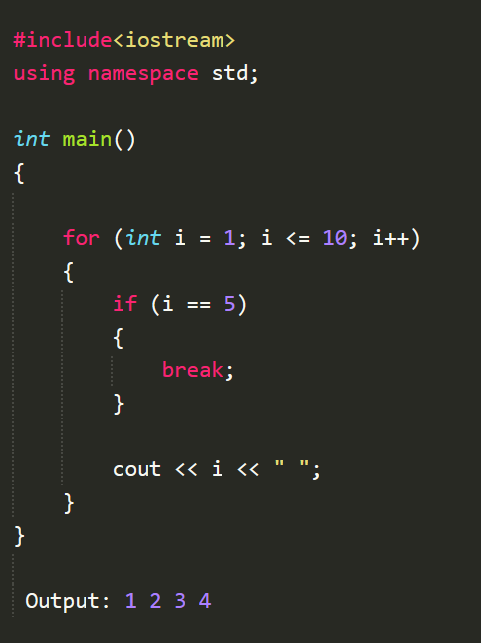 #include<iostream>
using namespace std;
int main()
{
for (int i = 1; i <= 10; i++)
{
if (i == 5)
{
break;
}
cout << i << " ";
}
}
Output: 1 2 3 4